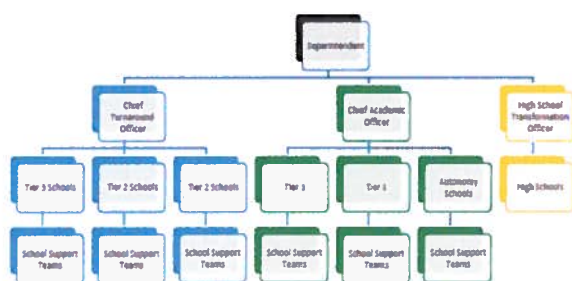 Superintendent
Chief
Turnaround
Officer
Chief Academic
Officer
High School
Transformation
Officer
Tier 3 Schools
Tier 2 Schools
Tier 2 Schools
Tier 1
Tier 1
Autonomy
Schools
High Schools
School Support
Teams
School Support
Teams
School Support
Teams
School Support
Teams
School Support
Teams
School Support
Teams